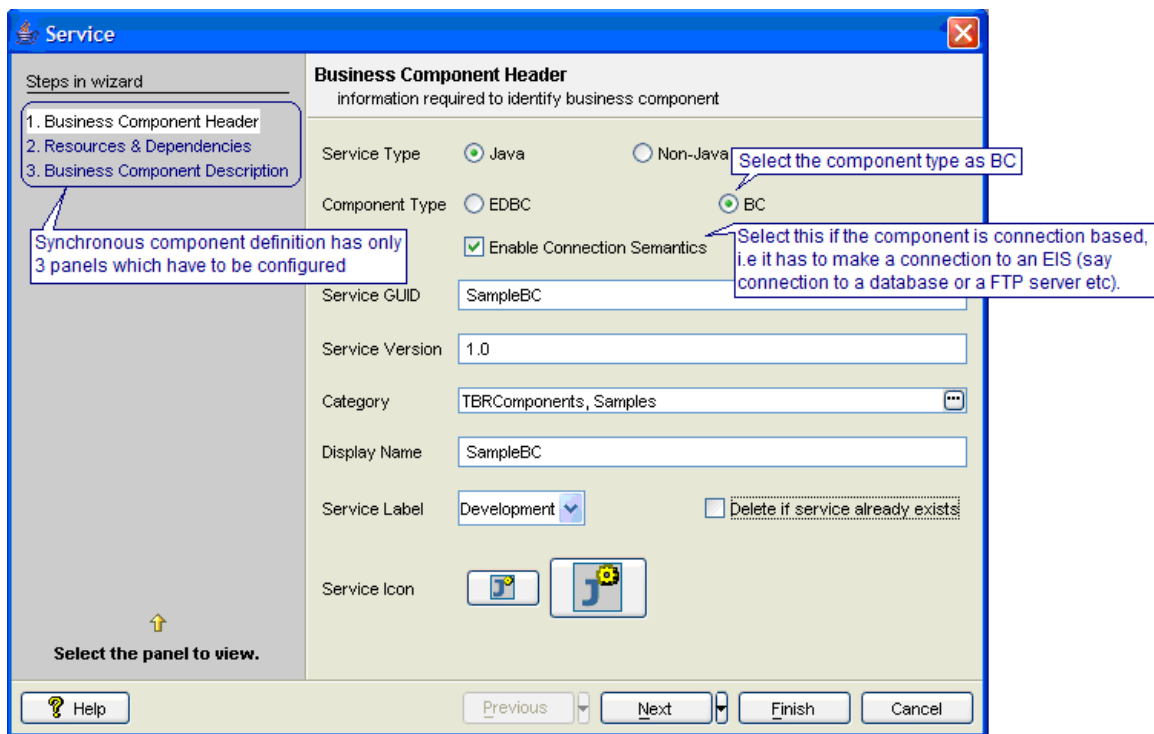 Service
Steps in wizard
1. Business Component Header
2. Resources & Dependencies
3. Business Component Description
Synchronous component definition has only
3 panels which have to be configured
Select the panel to view.
Business Component Header
information required to identify business component
Service Type
Java
Non-Java
Select the component type as BC
Component Type
EDBC
BC
Enable Connection Semantics
Select this if the component is connection based,
i.e it has to make a connection to an EIS (say
connection to a database or a FTP server etc).
Service GUID
SampleBC
Service Version
1.0
Category
TBRComponents, Samples
Display Name
SampleBC
Service Label
Development
Delete if service already exists
Service Icon
Help
Previous
Next
Finish
Cancel